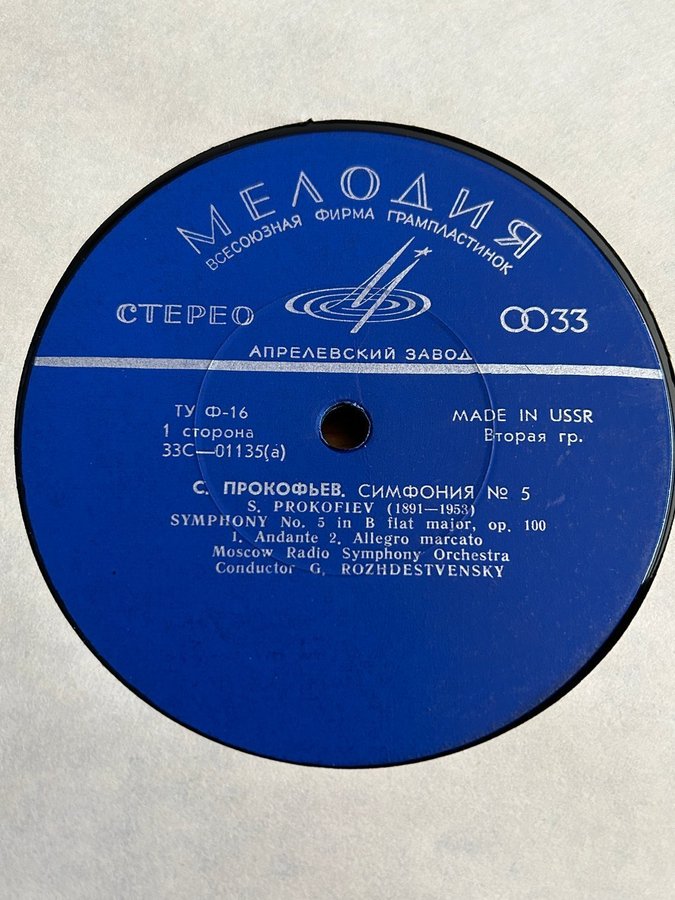 МЕЛОДИЯ
ВСЕСОЮЗНАЯ ФИРМА ГРАМПЛАСТИНОК
СТЕРЕО
33
АПРЕЛЕВСКИЙ ЗАВОД
ТУ Ф-16
MADE IN USSR
1 сторона
Вторая гр.
33С—01135(а)
С. ПРОКОФЬЕВ. СИМФОНИЯ № 5
S. PROKOFIEV (1891—1953)
SYMPHONY No. 5 in B flat major, op. 100
1. Andante 2. Allegro marcato
Moscow Radio Symphony Orchestra
Conductor G. ROZHDESTVENSKY